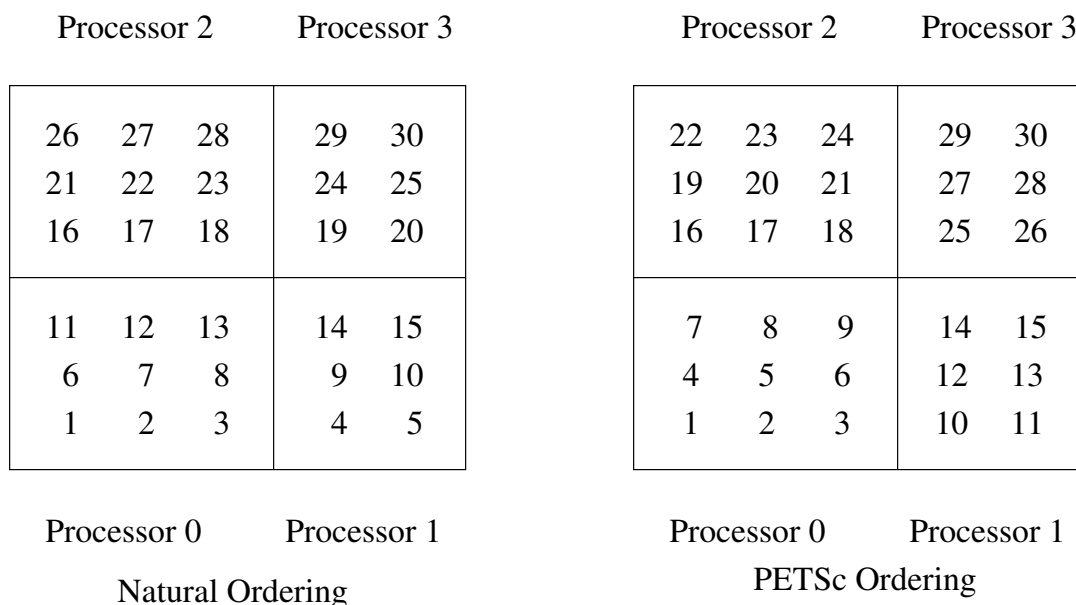 Processor 2 Processor 3 Processor 2 Processor 3
26 27 28 29 30 22 23 24 29 30
21 22 23 24 25 19 20 21 27 28
16 17 18 19 20 16 17 18 25 26
11 12 13 14 15 7 8 9 14 15
6 7 8 9 10 4 5 6 12 13
1 2 3 4 5 1 2 3 10 11
Processor 0 Processor 1 Processor 0 Processor 1
Natural Ordering PETSc Ordering